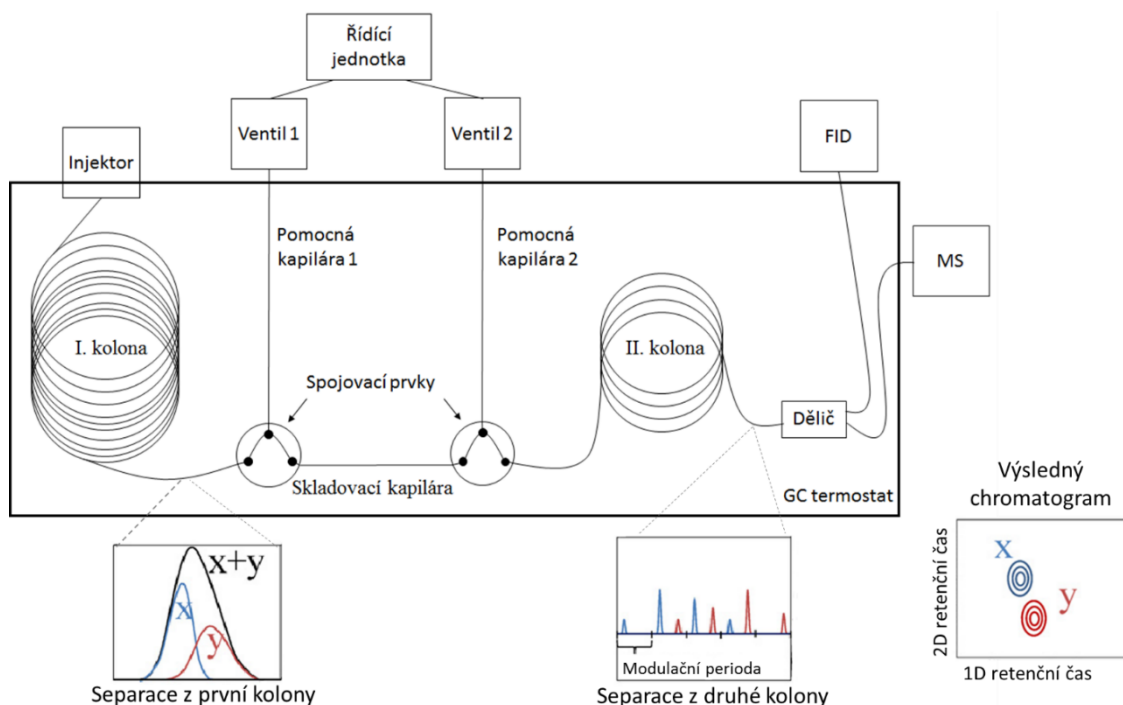 Řídící
jednotka
Ventil 1
Ventil 2
Injektor
FID
MS
Pomocná
kapilára 1
Pomocná
kapilára 2
I. kolona
II. kolona
Spojovací prvky
Dělič
Skladovací kapilára
GC termostat
x+y
x
y
Separace z první kolony
Modulační perioda
Separace z druhé kolony
Výsledný
chromatogram
2D retenční čas
x
y
1D retenční čas